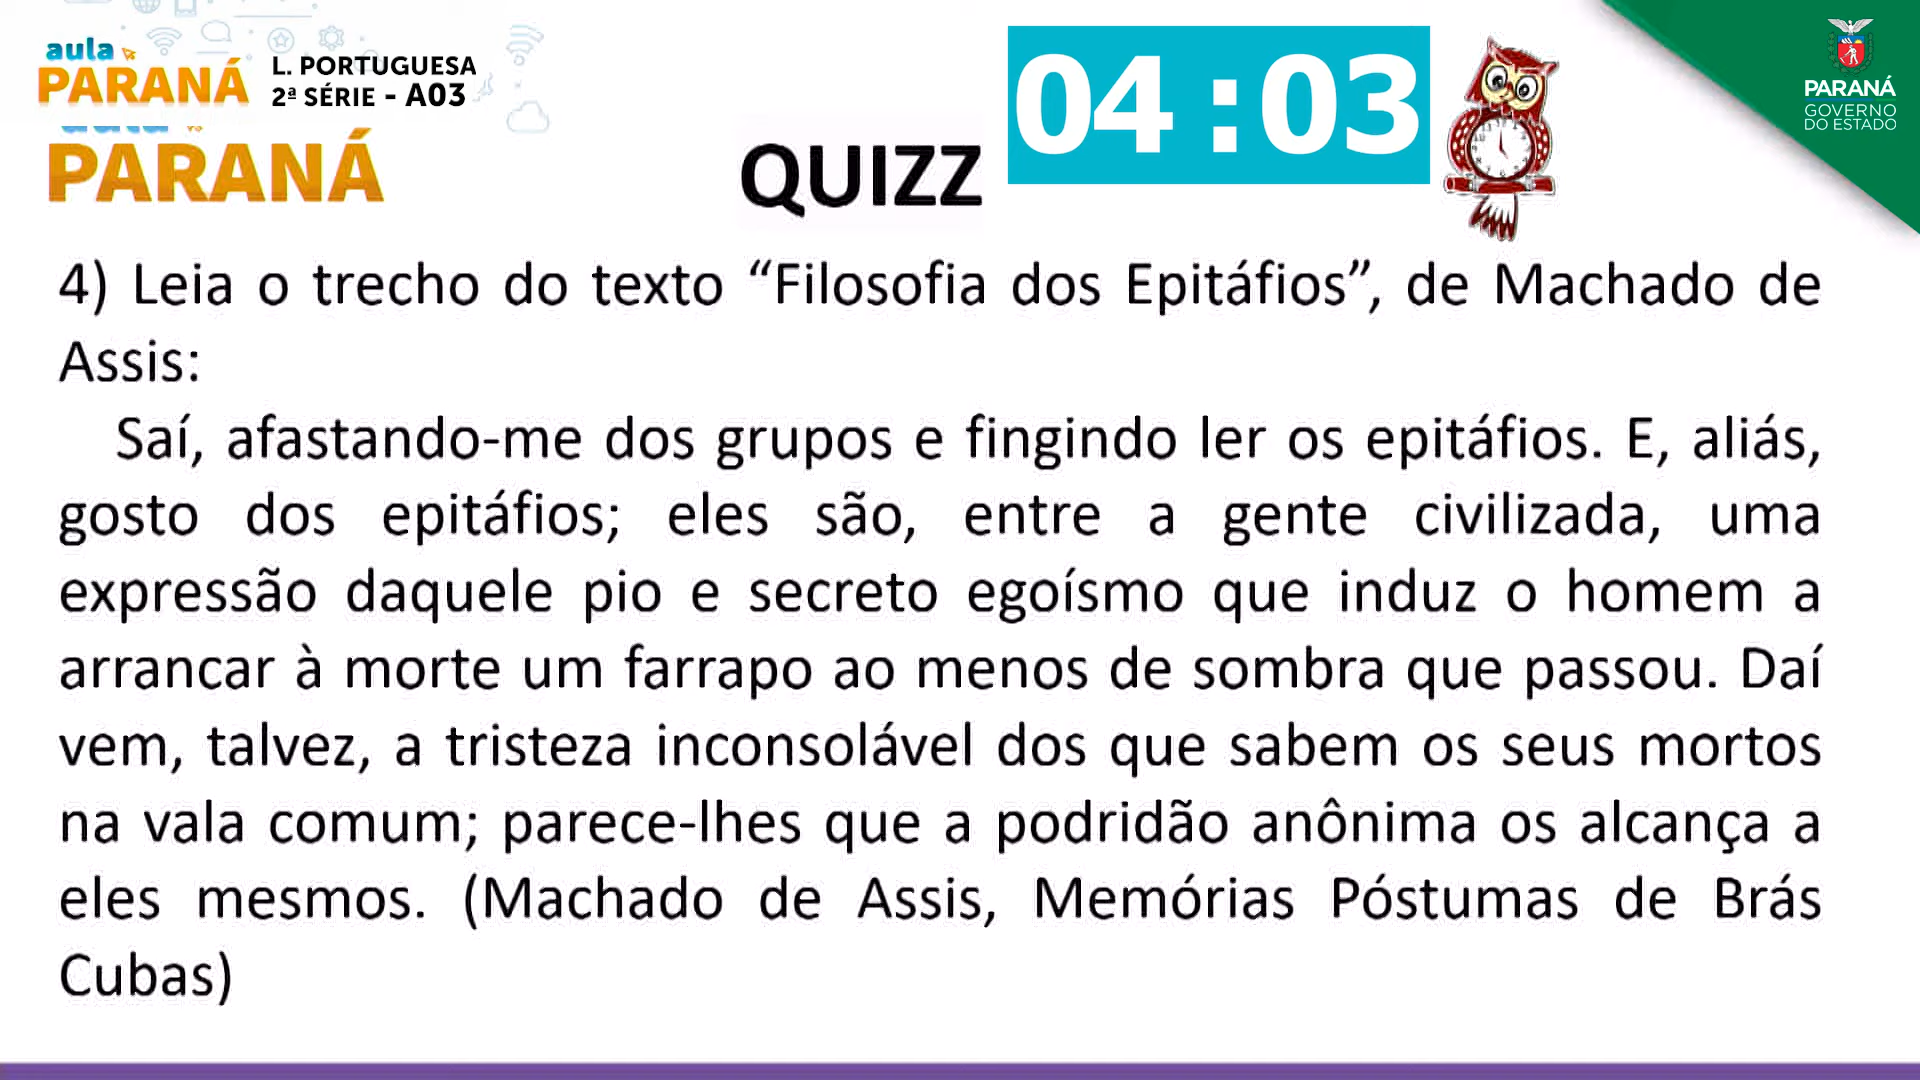 aula
PARANÁ
L. PORTUGUESA
2ª SÉRIE - A03
04:03
PARANÁ
GOVERNO
DO ESTADO
aula
PARANÁ
QUIZZ
4) Leia o trecho do texto “Filosofia dos Epitáfios”, de Machado de
Assis:
Saí, afastando-me dos grupos e fingindo ler os epitáfios. E, aliás,
gosto dos epitáfios; eles são, entre a gente civilizada, uma
expressão daquele pio e secreto egoísmo que induz o homem a
arrancar à morte um farrapo ao menos de sombra que passou. Daí
vem, talvez, a tristeza inconsolável dos que sabem os seus mortos
na vala comum; parece-lhes que a podridão anônima os alcança a
eles mesmos. (Machado de Assis, Memórias Póstumas de Brás
Cubas)